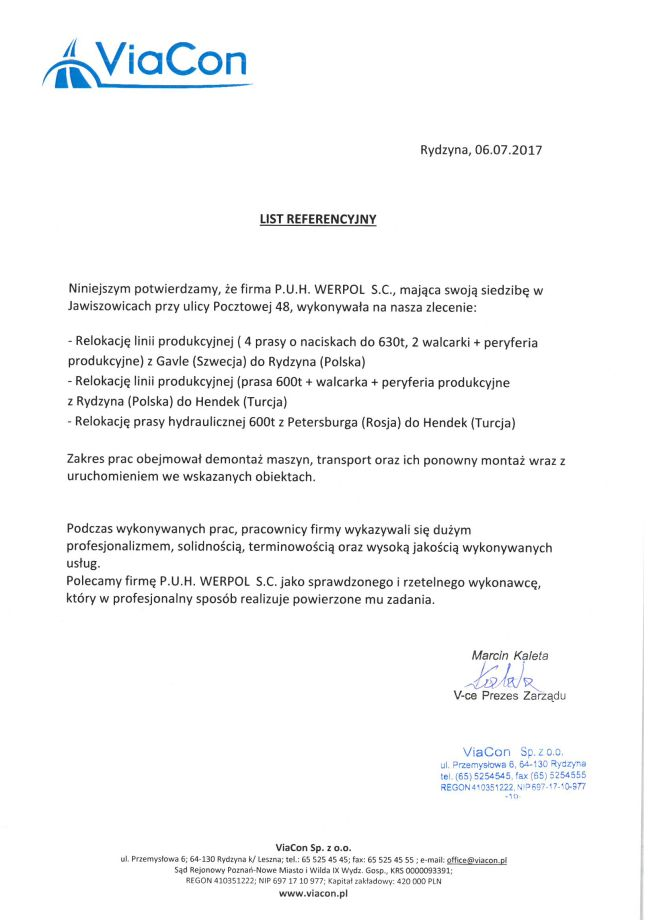 ViaCon
Rydzyna, 06.07.2017
LIST REFERENCYJNY
Niniejszym potwierdzamy, że firma P.U.H. WERPOL S.C., mająca swoją siedzibę w
Jawiszowicach przy ulicy Pocztowej 48, wykonywała na nasza zlecenie:
- Relokację linii produkcyjnej ( 4 prasy o naciskach do 630t, 2 walcarki + peryferia
produkcyjne) z Gavle (Szwecja) do Rydzyna (Polska)
- Relokację linii produkcyjnej (prasa 600t + walcarka + peryferia produkcyjne
z Rydzyna (Polska) do Hendek (Turcja)
- Relokację prasy hydraulicznej 600t z Petersburga (Rosja) do Hendek (Turcja)
Zakres prac obejmował demontaż maszyn, transport oraz ich ponowny montaż wraz z
uruchomieniem we wskazanych obiektach.
Podczas wykonywanych prac, pracownicy firmy wykazywali się dużym
profesjonalizmem, solidnością, terminowością oraz wysoką jakością wykonywanych
usług.
Polecamy firmę P.U.H. WERPOL S.C. jako sprawdzonego i rzetelnego wykonawcę,
który w profesjonalny sposób realizuje powierzone mu zadania.
Marcin Kaleta
V-ce Prezes Zarządu
ViaCon Sp. z o.o.
ul. Przemysłowa 6, 64-130 Rydzyna
tel. (65) 5254545, fax (65) 5254555
REGON 410351222, NIP 697-17-10-977
-10-
ViaCon Sp. z o.o.
ul. Przemysłowa 6; 64-130 Rydzyna k/ Leszna; tel.: 65 525 45 45; fax: 65 525 45 55 ; e-mail: office@viacon.pl
Sąd Rejonowy Poznań-Nowe Miasto i Wilda IX Wydz. Gosp., KRS 0000093391;
REGON 410351222; NIP 697 17 10 977; Kapitał zakładowy: 420 000 PLN
www.viacon.pl